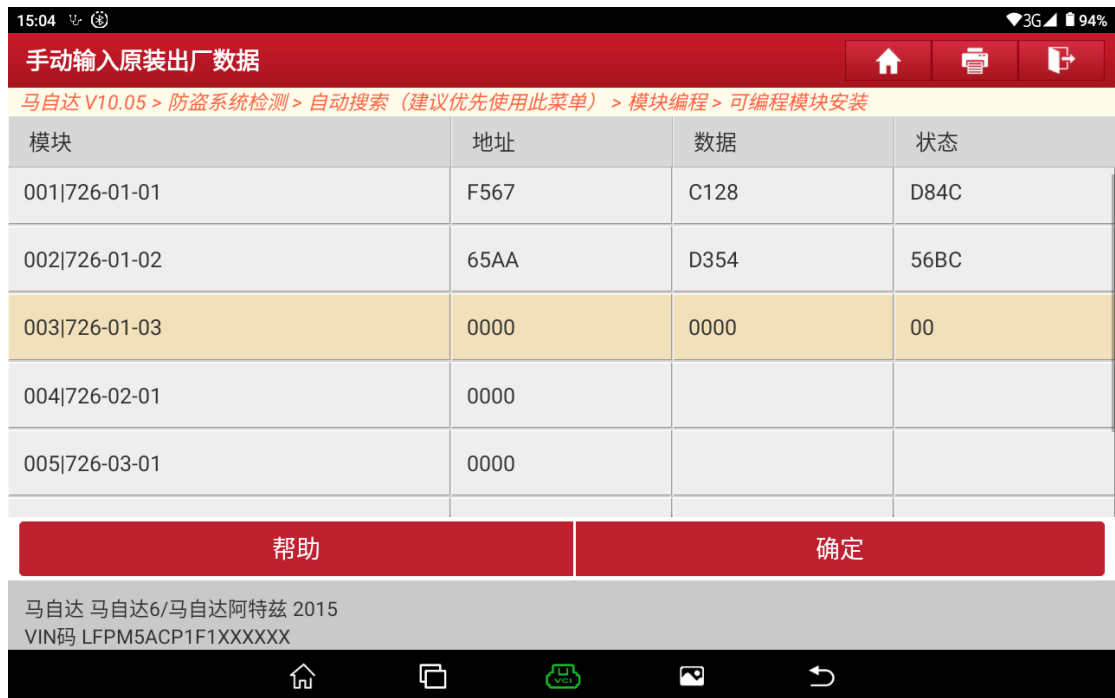 15:04 3G 94%
手动输入原装出厂数据
马自达 V10.05 > 防盗系统检测 > 自动搜索（建议优先使用此菜单） > 模块编程 > 可编程模块安装
模块 地址 数据 状态
001|726-01-01 F567 C128 D84C
002|726-01-02 65AA D354 56BC
003|726-01-03 0000 0000 00
004|726-02-01 0000
005|726-03-01 0000
帮助 确定
马自达 马自达6/马自达阿特兹 2015
VIN码 LFPM5ACP1F1XXXXXX
VCI